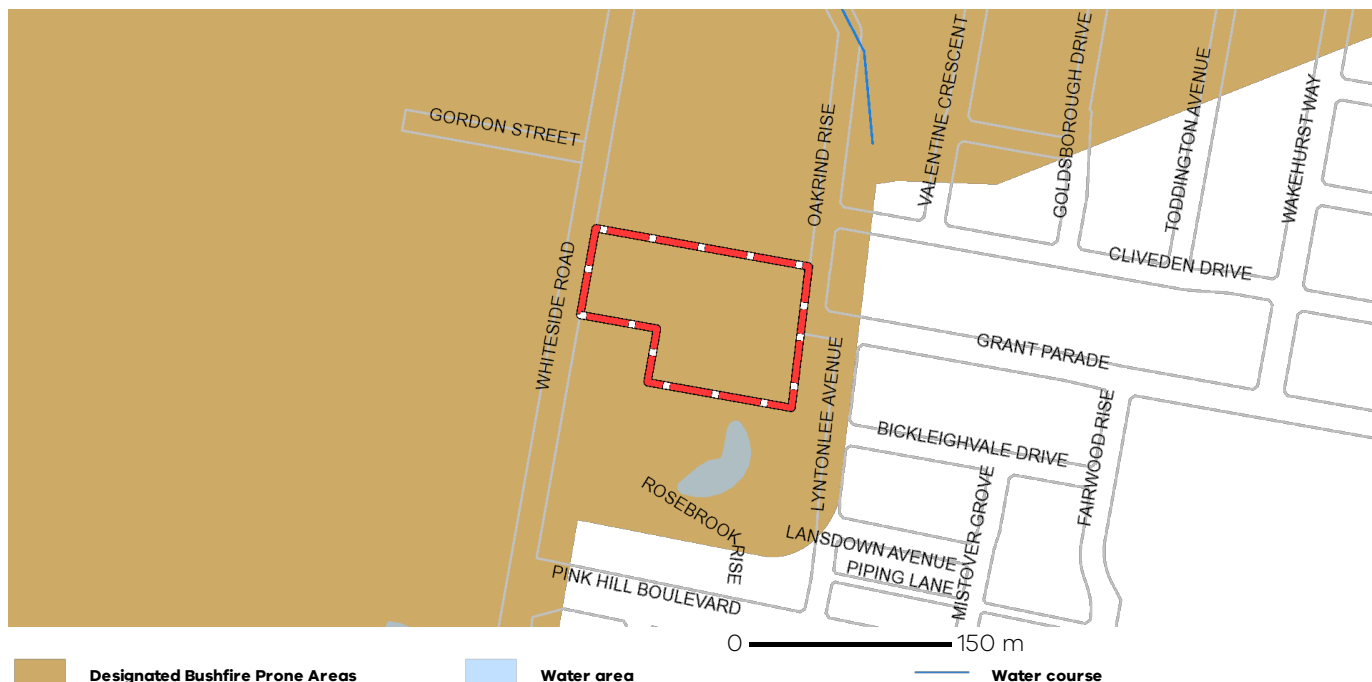 GORDON STREET
WHITESIDE ROAD
OAKRIND RISE
VALENTINE CRESCENT
GOLDSBOROUGH DRIVE
TODDINGTON AVENUE
WAKEHURST WAY
CLIVEDEN DRIVE
GRANT PARADE
LYNTONLEE AVENUE
BICKLEIGHVALE DRIVE
FAIRWOOD RISE
MISTOVER GROVE
ROSEBROOK
RISE
LANSDOWN AVENUE
PIPING LANE
PINK HILL BOULEVARD
0 150 m
Designated Bushfire Prone Areas
Water area
Water course